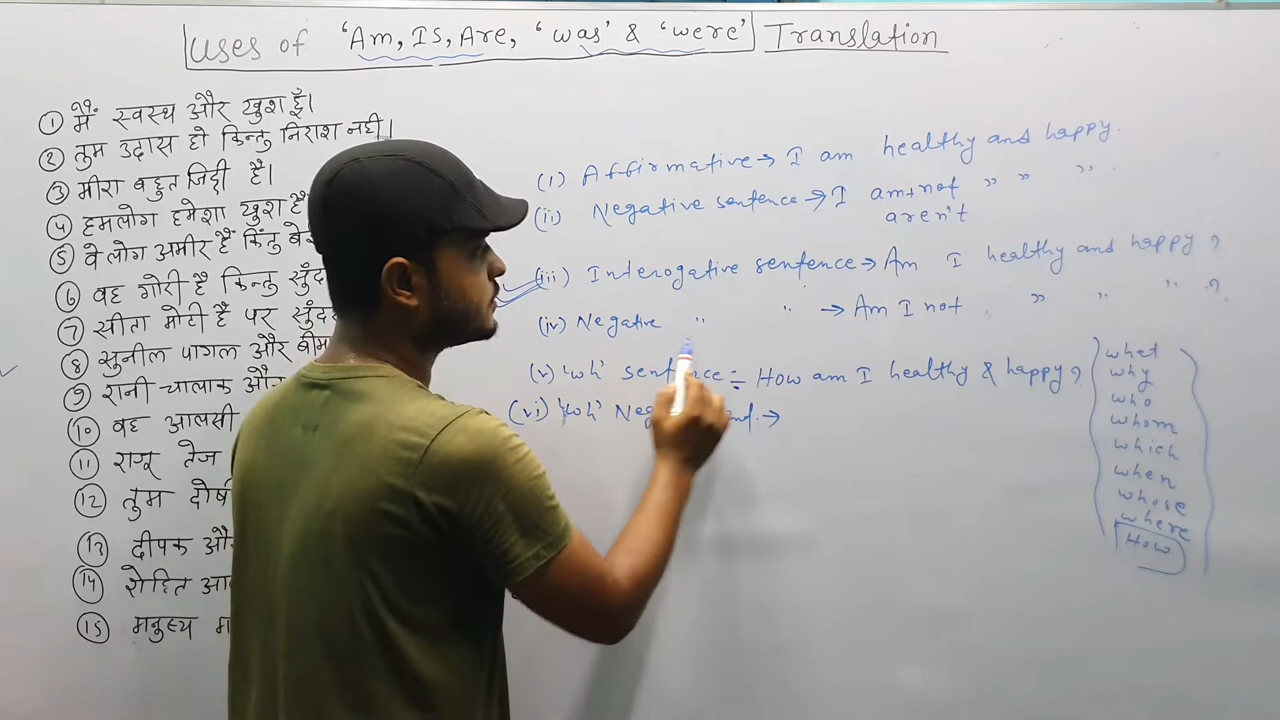 Uses of 'Am, Is, Are, 'was' & 'were' Translation
① मैं स्वस्थ और खुश हूँ।
② तुम उदास हो किन्तु निराश नहीं।
③ मीरा बहुत जिद्दी है।
④ हमलोग हमेशा खुश है
⑤ वे लोग अमीर हैं किंतु
⑥ वह गोरी है किन्तु
⑦ सीता मोटी है पर
⑧ सुनील पागल और
⑨ रानी चालाक और
⑩ वह आलसी
⑪ राजू तेज
⑫ तुम
⑬ दीपक
⑭ रोहित
⑮ मनुष्य
(i) Affirmative → I am healthy and happy.
(ii) Negative sentence → I am+not " " "
aren't
(iii) Interogative sentence → Am I healthy and happy?
(iv) Negative " " → Am I not " " " ?
(v) 'wh' sentence = How am I healthy & happy?
(vi) 'wh' → 
what
why
who
whom
which
when
whose
where
How